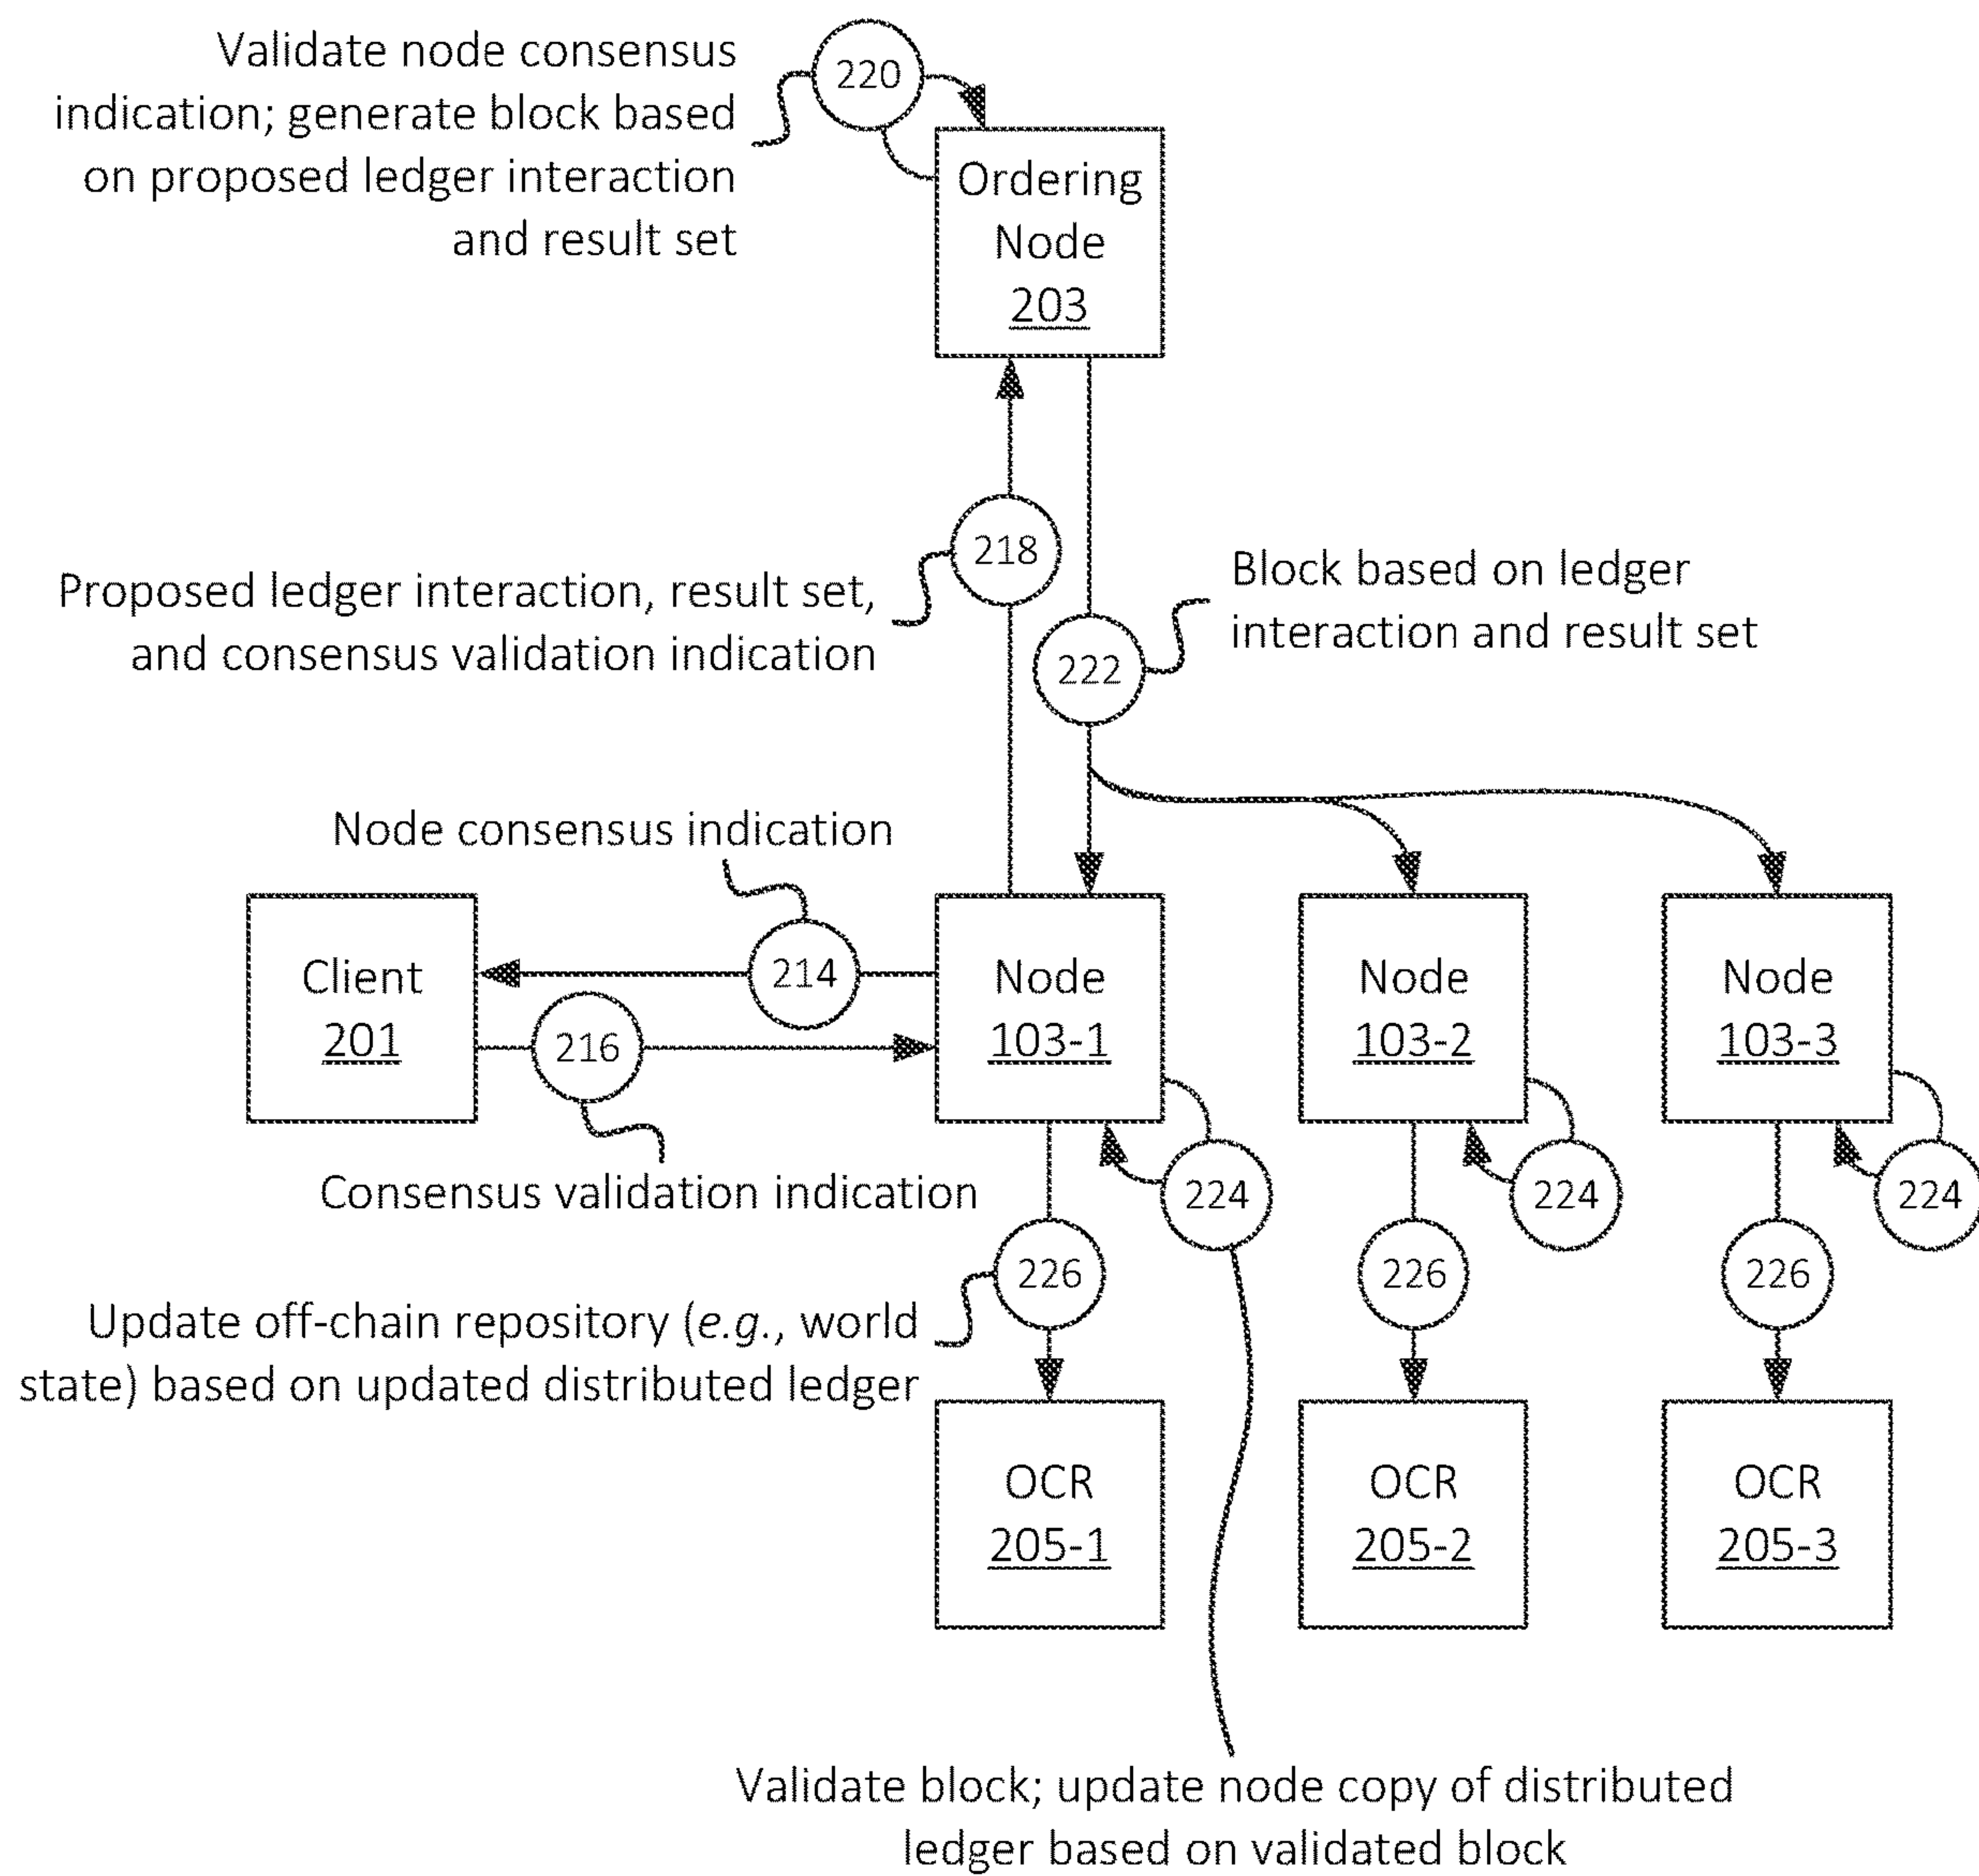 Validate node consensus
indication; generate block based
on proposed ledger interaction
and result set
220
Ordering
Node
203
218
Proposed ledger interaction, result set,
and consensus validation indication
Block based on ledger
interaction and result set
222
Node consensus indication
214
Client
201
216
Consensus validation indication
Node
103-1
Node
103-2
Node
103-3
224
224
224
226
226
226
Update off-chain repository (e.g., world
state) based on updated distributed ledger
OCR
205-1
OCR
205-2
OCR
205-3
Validate block; update node copy of distributed
ledger based on validated block